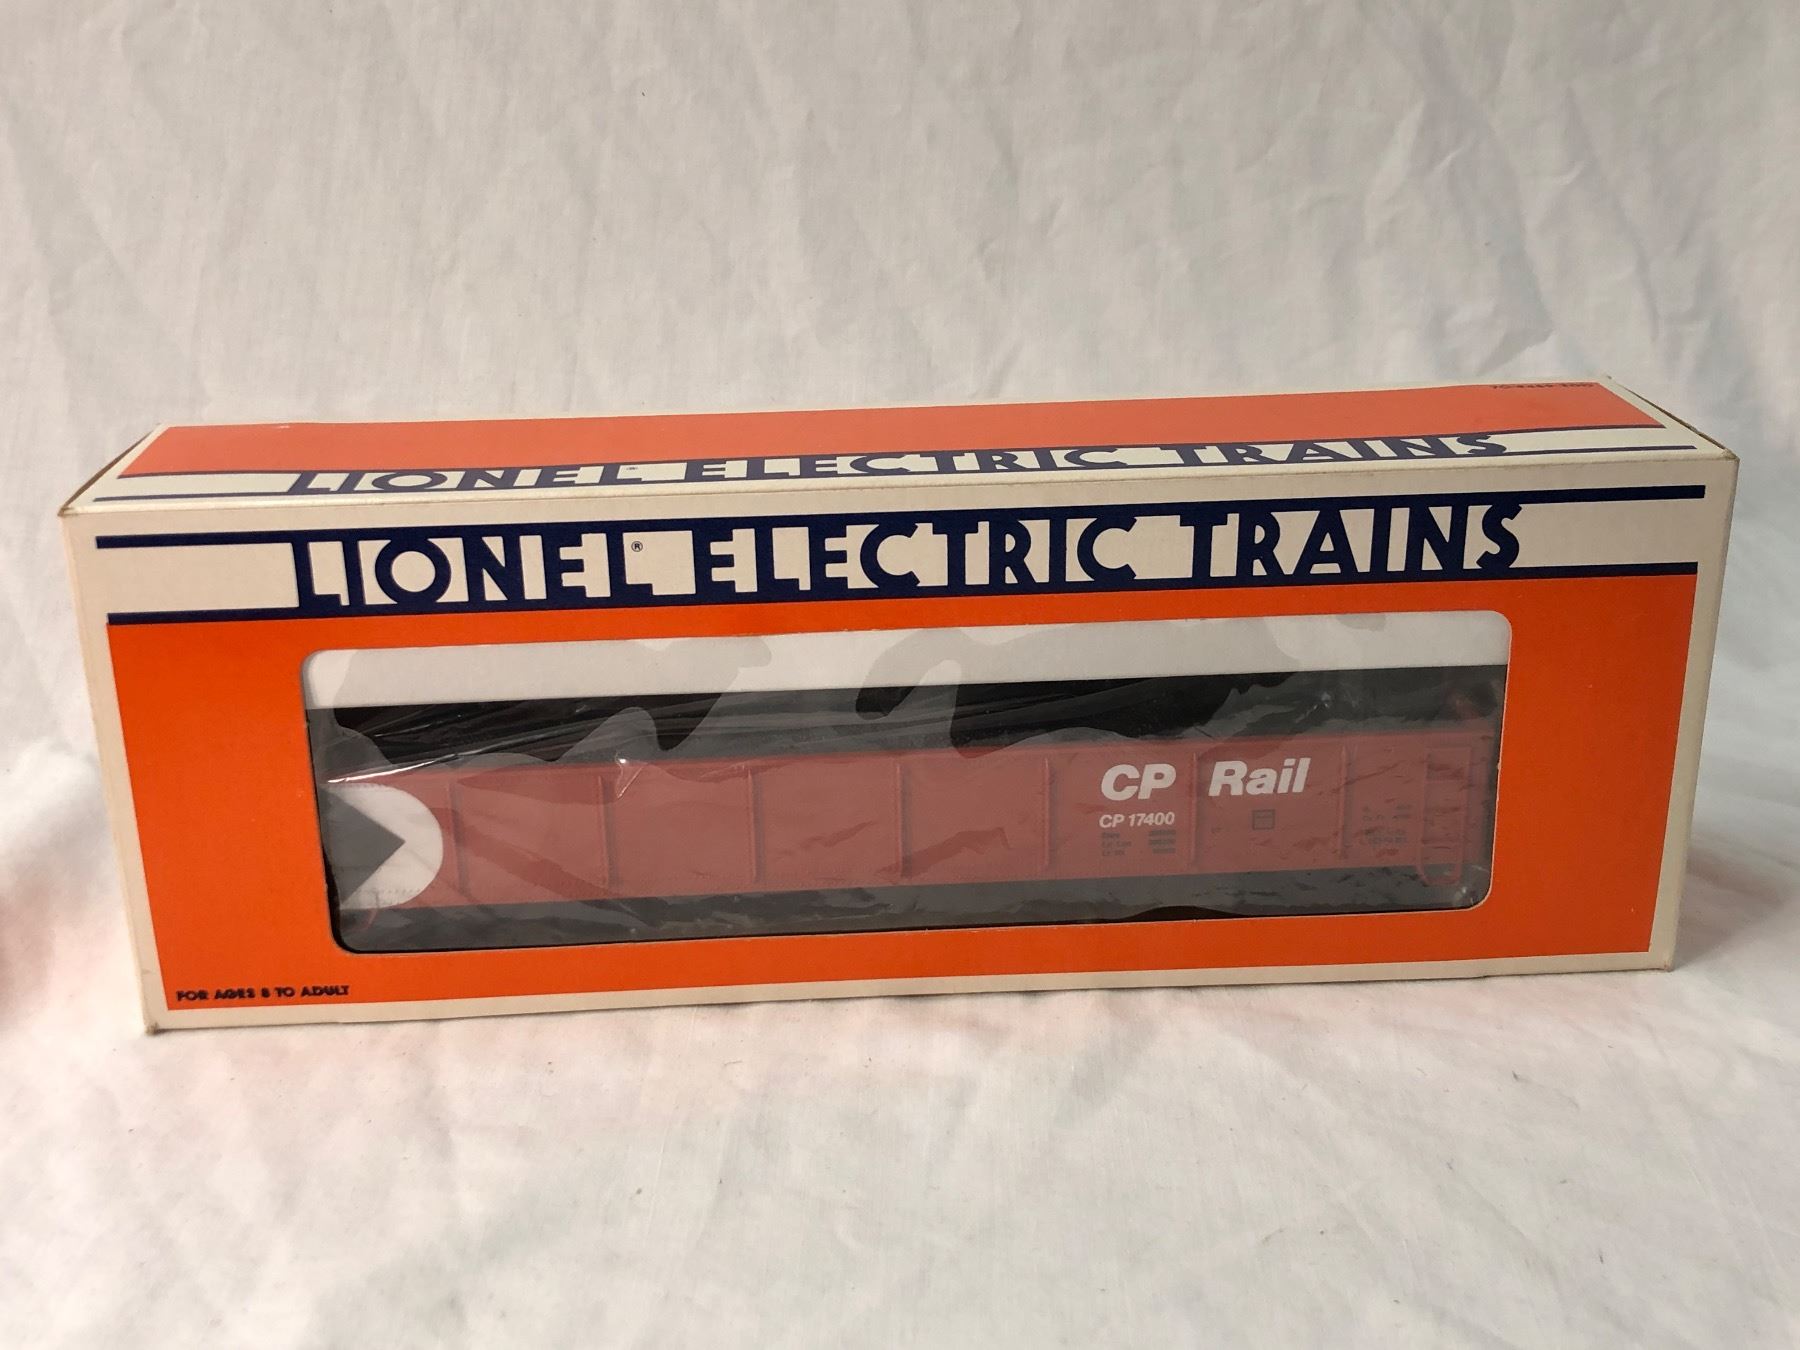 LIONEL® ELECTRIC TRAINS
LIONEL® ELECTRIC TRAINS
CP Rail
CP 17400
FOR AGES 8 TO ADULT